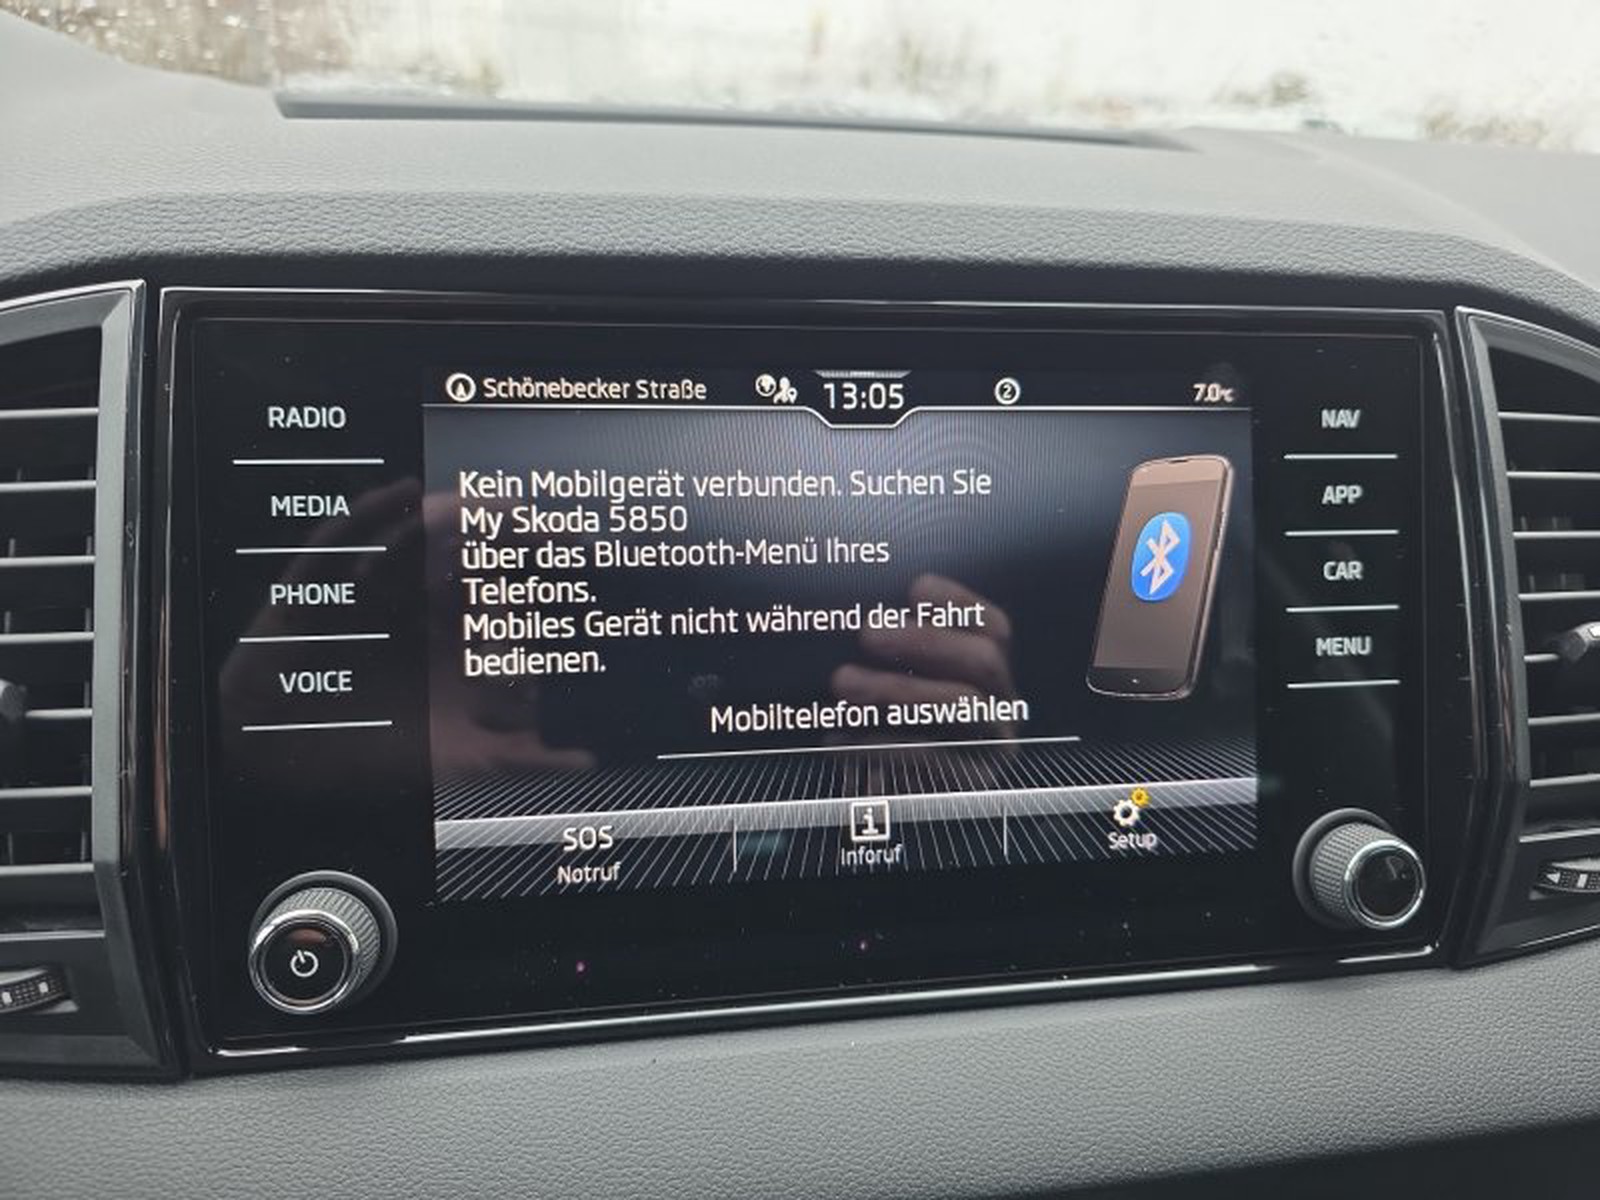 Schönebecker Straße
13:05
2
7.0°C
RADIO
MEDIA
PHONE
VOICE
Kein Mobilgerät verbunden. Suchen Sie
My Skoda 5850
über das Bluetooth-Menü Ihres
Telefons.
Mobiles Gerät nicht während der Fahrt
bedienen.
Mobiltelefon auswählen
SOS
Notruf
i
Inforuf
Setup
NAV
APP
CAR
MENU